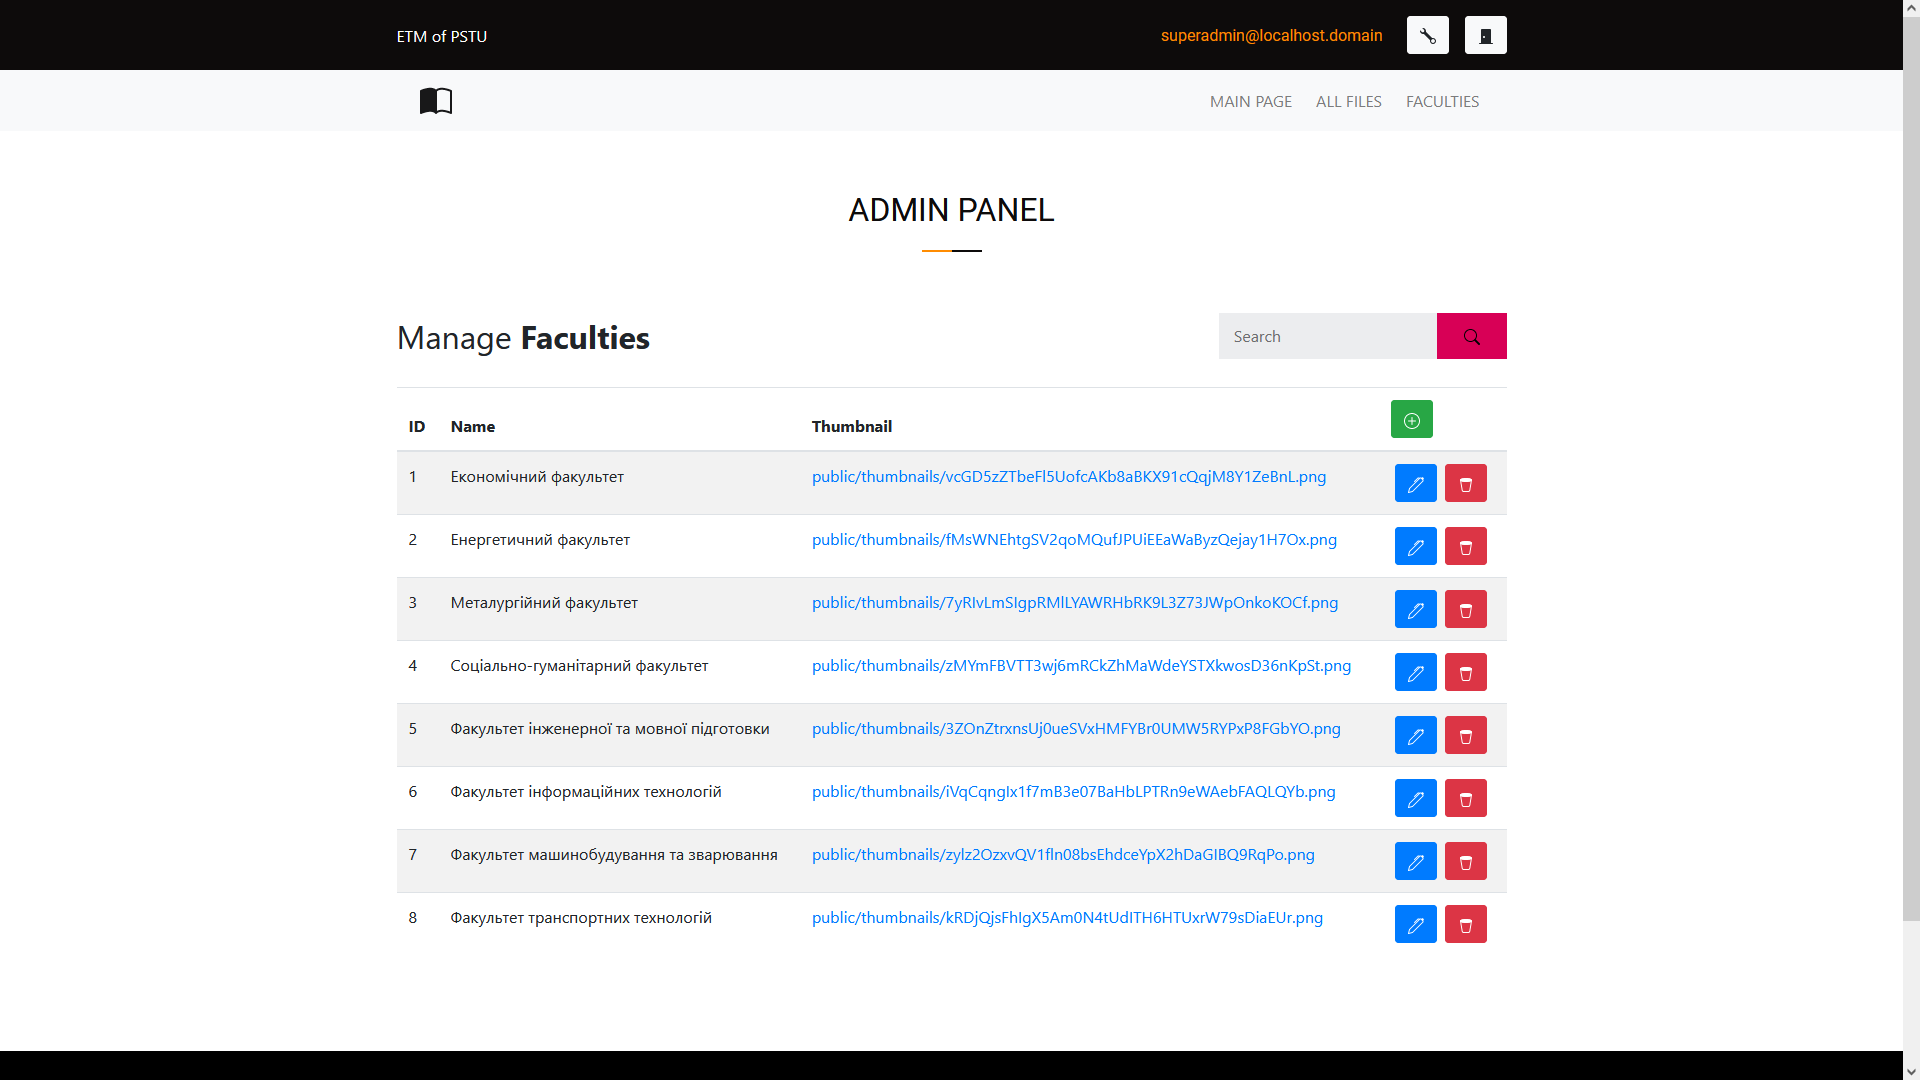 ETM of PSTU
superadmin@localhost.domain
MAIN PAGE ALL FILES FACULTIES
ADMIN PANEL
Manage Faculties
Search
ID Name Thumbnail
1 Економічний факультет public/thumbnails/vcGD5zZTbeFl5UofcAKb8aBKX91cQqjM8Y1ZeBnL.png
2 Енергетичний факультет public/thumbnails/fMsWNEhtgSV2qoMQufJPUiEEaWaByzQejay1H7Ox.png
3 Металургійний факультет public/thumbnails/7yRIvLmSIgpRMlLYAWRHbRK9L3Z73JWpOnkoKOCf.png
4 Соціально-гуманітарний факультет public/thumbnails/zMYmFBVTT3wj6mRCkZhMaWdeYSTXkwosD36nKpSt.png
5 Факультет інженерної та мовної підготовки public/thumbnails/3ZOnZtrxnsUj0ueSVxHMFYBr0UMW5RYPxP8FGbYO.png
6 Факультет інформаційних технологій public/thumbnails/iVqCqngIx1f7mB3e07BaHbLPTRn9eWAebFAQLQYb.png
7 Факультет машинобудування та зварювання public/thumbnails/zylz2OzxvQV1fln08bsEhdceYpX2hDaGIBQ9RqPo.png
8 Факультет транспортних технологій public/thumbnails/kRDjQjsFhIgX5Am0N4tUdITH6HTUxrW79sDiaEUr.png